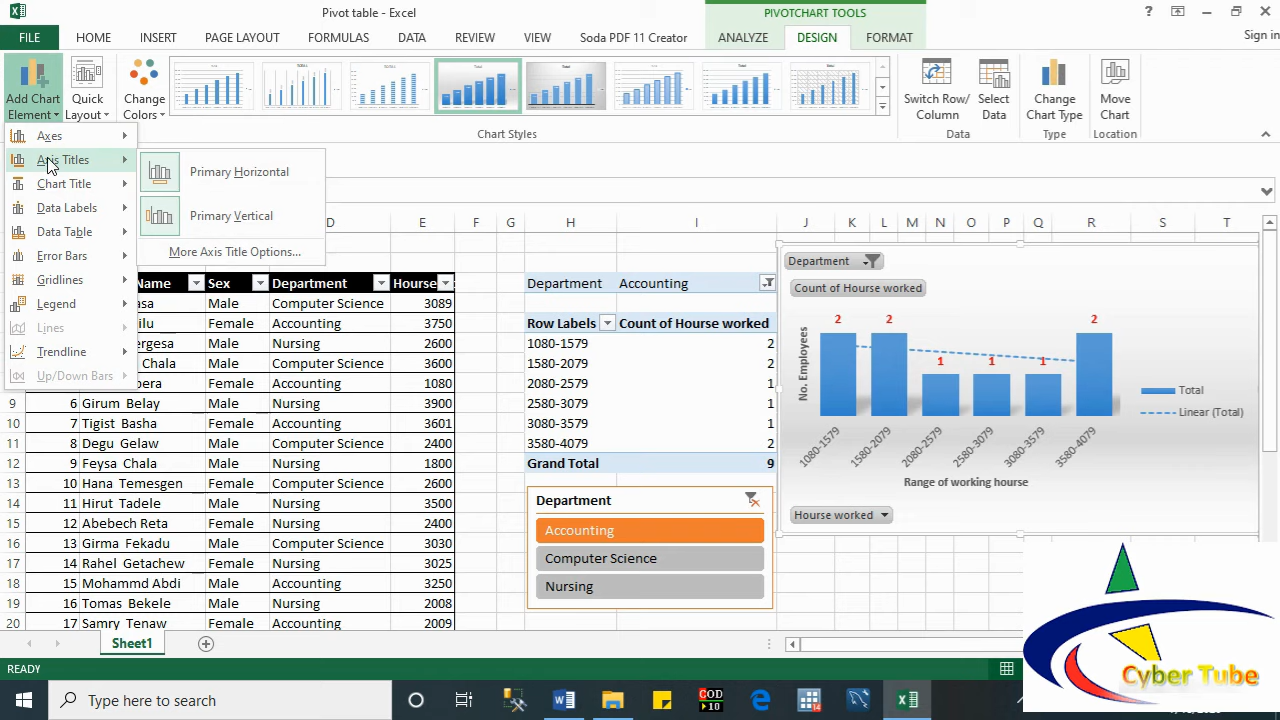 Pivot table - Excel
PIVOTCHART TOOLS
?
FILE
HOME
INSERT
PAGE LAYOUT
FORMULAS
DATA
REVIEW
VIEW
Soda PDF 11 Creator
ANALYZE
DESIGN
FORMAT
Sign in
Add Chart Element
Quick Layout
Change Colors
Chart Styles
Switch Row/ Column
Select Data
Data
Change Chart Type
Type
Move Chart
Location
Axes
Axis Titles
Chart Title
Data Labels
Data Table
Error Bars
Gridlines
Legend
Lines
Trendline
Up/Down Bars
Primary Horizontal
Primary Vertical
More Axis Title Options...
D E F G H I J K L M N O P Q R S T
Name Sex Department Hourse
asa Male Computer Science 3089
ilu Female Accounting 3750
ergesa Male Nursing 2600
Chala Male Computer Science 3600
bera Female Accounting 1080
9 6 Girum Belay Male Nursing 3900
10 7 Tigist Basha Female Accounting 3601
11 8 Degu Gelaw Male Computer Science 2400
12 9 Feysa Chala Male Nursing 1800
13 10 Hana Temesgen Female Computer Science 2600
14 11 Hirut Tadele Female Nursing 3500
15 12 Abebech Reta Female Nursing 2400
16 13 Girma Fekadu Male Computer Science 3030
17 14 Rahel Getachew Female Nursing 3025
18 15 Mohammd Abdi Male Accounting 3250
19 16 Tomas Bekele Male Nursing 2008
20 17 Samry Tenaw Female Accounting 2009
Department Accounting
Row Labels Count of Hourse worked
1080-1579 2
1580-2079 2
2080-2579 1
2580-3079 1
3080-3579 1
3580-4079 2
Grand Total 9
Department
Accounting
Computer Science
Nursing
Department
Count of Hourse worked
No. Employees
2 2 1 1 1 2
1080-1579 1580-2079 2080-2579 2580-3079 3080-3579 3580-4079
Range of working hourse
Total
Linear (Total)
Hourse worked
Sheet1
READY
Type here to search
COD
10
14
Cyber Tube